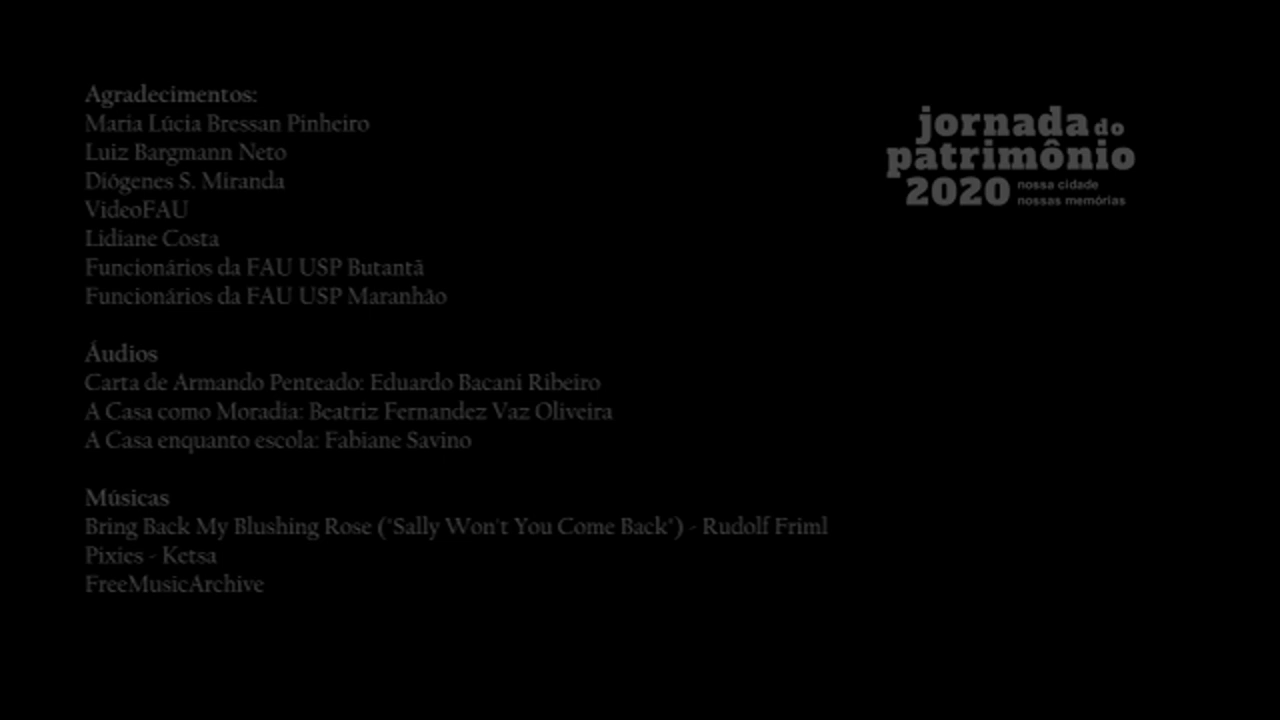 Agradecimentos:
Maria Lúcia Bressan Pinheiro
Luiz Bargmann Neto
Diógenes S. Miranda
VideoFAU
Lidiane Costa
Funcionários da FAU USP Butantã
Funcionários da FAU USP Maranhão
Áudios
Carta de Armando Penteado: Eduardo Bacani Ribeiro
A Casa como Moradia: Beatriz Fernandez Vaz Oliveira
A Casa enquanto escola: Fabiane Savino
Músicas
Bring Back My Blushing Rose ("Sally Won't You Come Back") - Rudolf Friml
Pixies - Ketsa
FreeMusicArchive
jornada do
patrimônio
2020 nossa cidade
nossas memórias